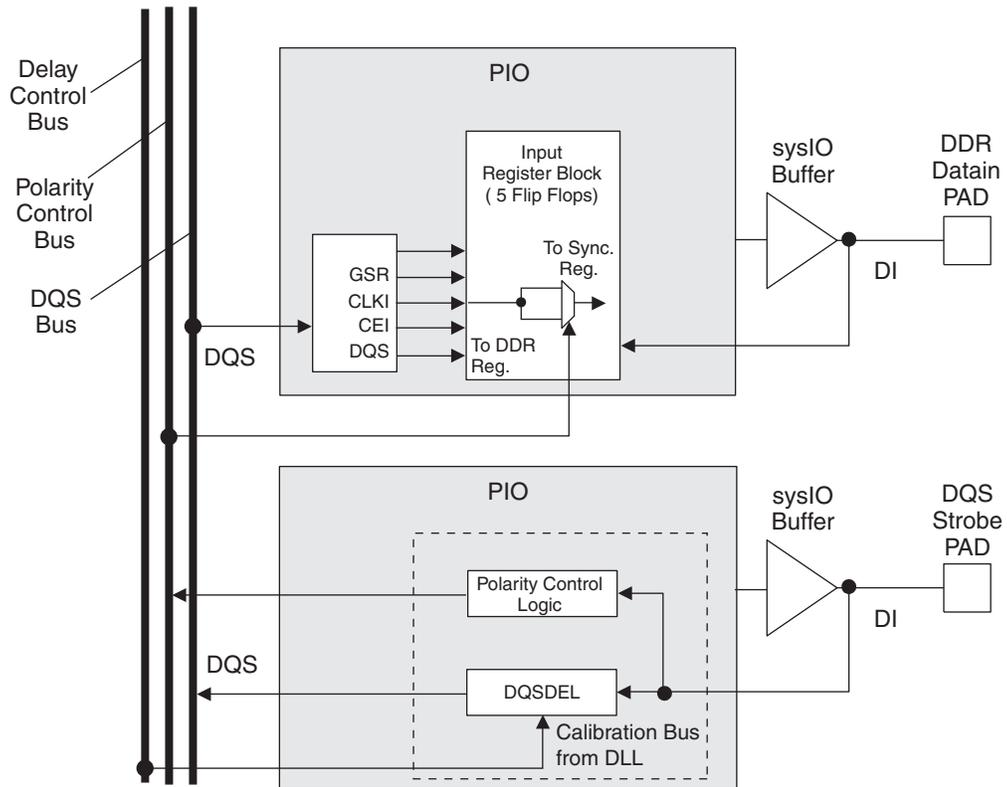 Delay
Control
Bus
Polarity
Control
Bus
DQS
Bus
PIO
Input
Register Block
( 5 Flip Flops)
To Sync.
Reg.
GSR
CLKI
CEI
DQS
To DDR
Reg.
DQS
sysIO
Buffer
DDR
Datain
PAD
DI
PIO
Polarity Control
Logic
DQS
DQSDEL
Calibration Bus
from DLL
sysIO
Buffer
DQS
Strobe
PAD
DI